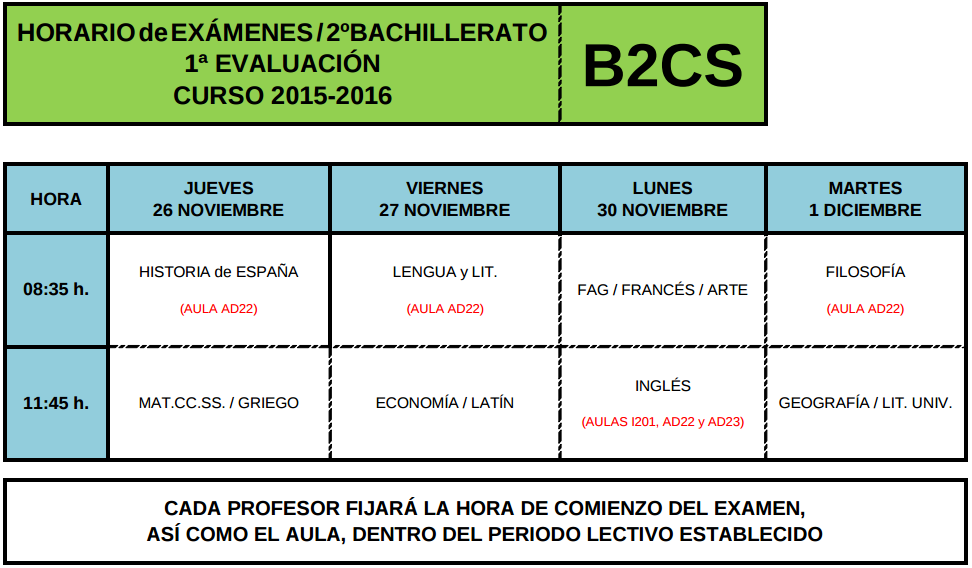 HORARIO de EXÁMENES / 2ºBACHILLERATO
1ª EVALUACIÓN
CURSO 2015-2016
B2CS
HORA
JUEVES
26 NOVIEMBRE
VIERNES
27 NOVIEMBRE
LUNES
30 NOVIEMBRE
MARTES
1 DICIEMBRE
08:35 h.
HISTORIA de ESPAÑA
(AULA AD22)
LENGUA y LIT.
(AULA AD22)
FAG / FRANCÉS / ARTE
FILOSOFÍA
(AULA AD22)
11:45 h.
MAT.CC.SS. / GRIEGO
ECONOMÍA / LATÍN
INGLÉS
(AULAS I201, AD22 y AD23)
GEOGRAFÍA / LIT. UNIV.
CADA PROFESOR FIJARÁ LA HORA DE COMIENZO DEL EXAMEN,
ASÍ COMO EL AULA, DENTRO DEL PERIODO LECTIVO ESTABLECIDO